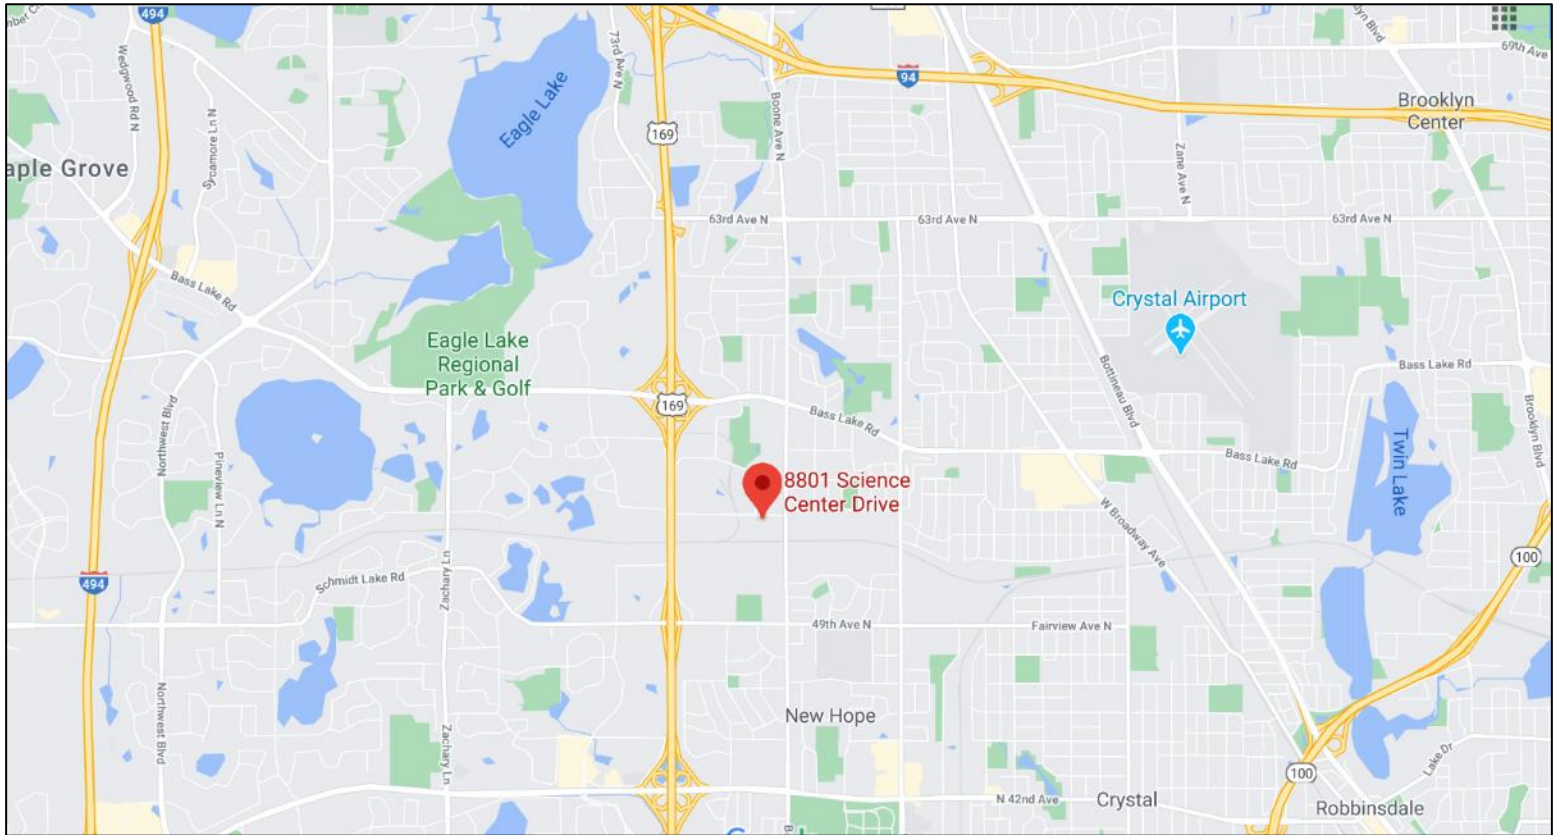 494
73rd Ave N
Wedgwood Rd N
Sycamore Ln N
Eagle Lake
169
Boone Ave N
94
69th Ave
Brooklyn
Center
Zane Ave N
aple Grove
63rd Ave N
63rd Ave N
63rd Ave N
Bass Lake Rd
Crystal Airport
Eagle Lake
Regional
Park & Golf
169
Bass Lake Rd
Bottineau Blvd
Bass Lake Rd
Brooklyn Blvd
Northwest Blvd
Pineview Ln N
8801 Science
Center Drive
Bass Lake Rd
Twin Lake
W Broadway Ave
100
494
Schmidt Lake Rd
Zachary Ln
49th Ave N
Fairview Ave N
Northwest Blvd
Zachary Ln
New Hope
N 42nd Ave
Crystal
100
Lake Dr
Robbinsdale